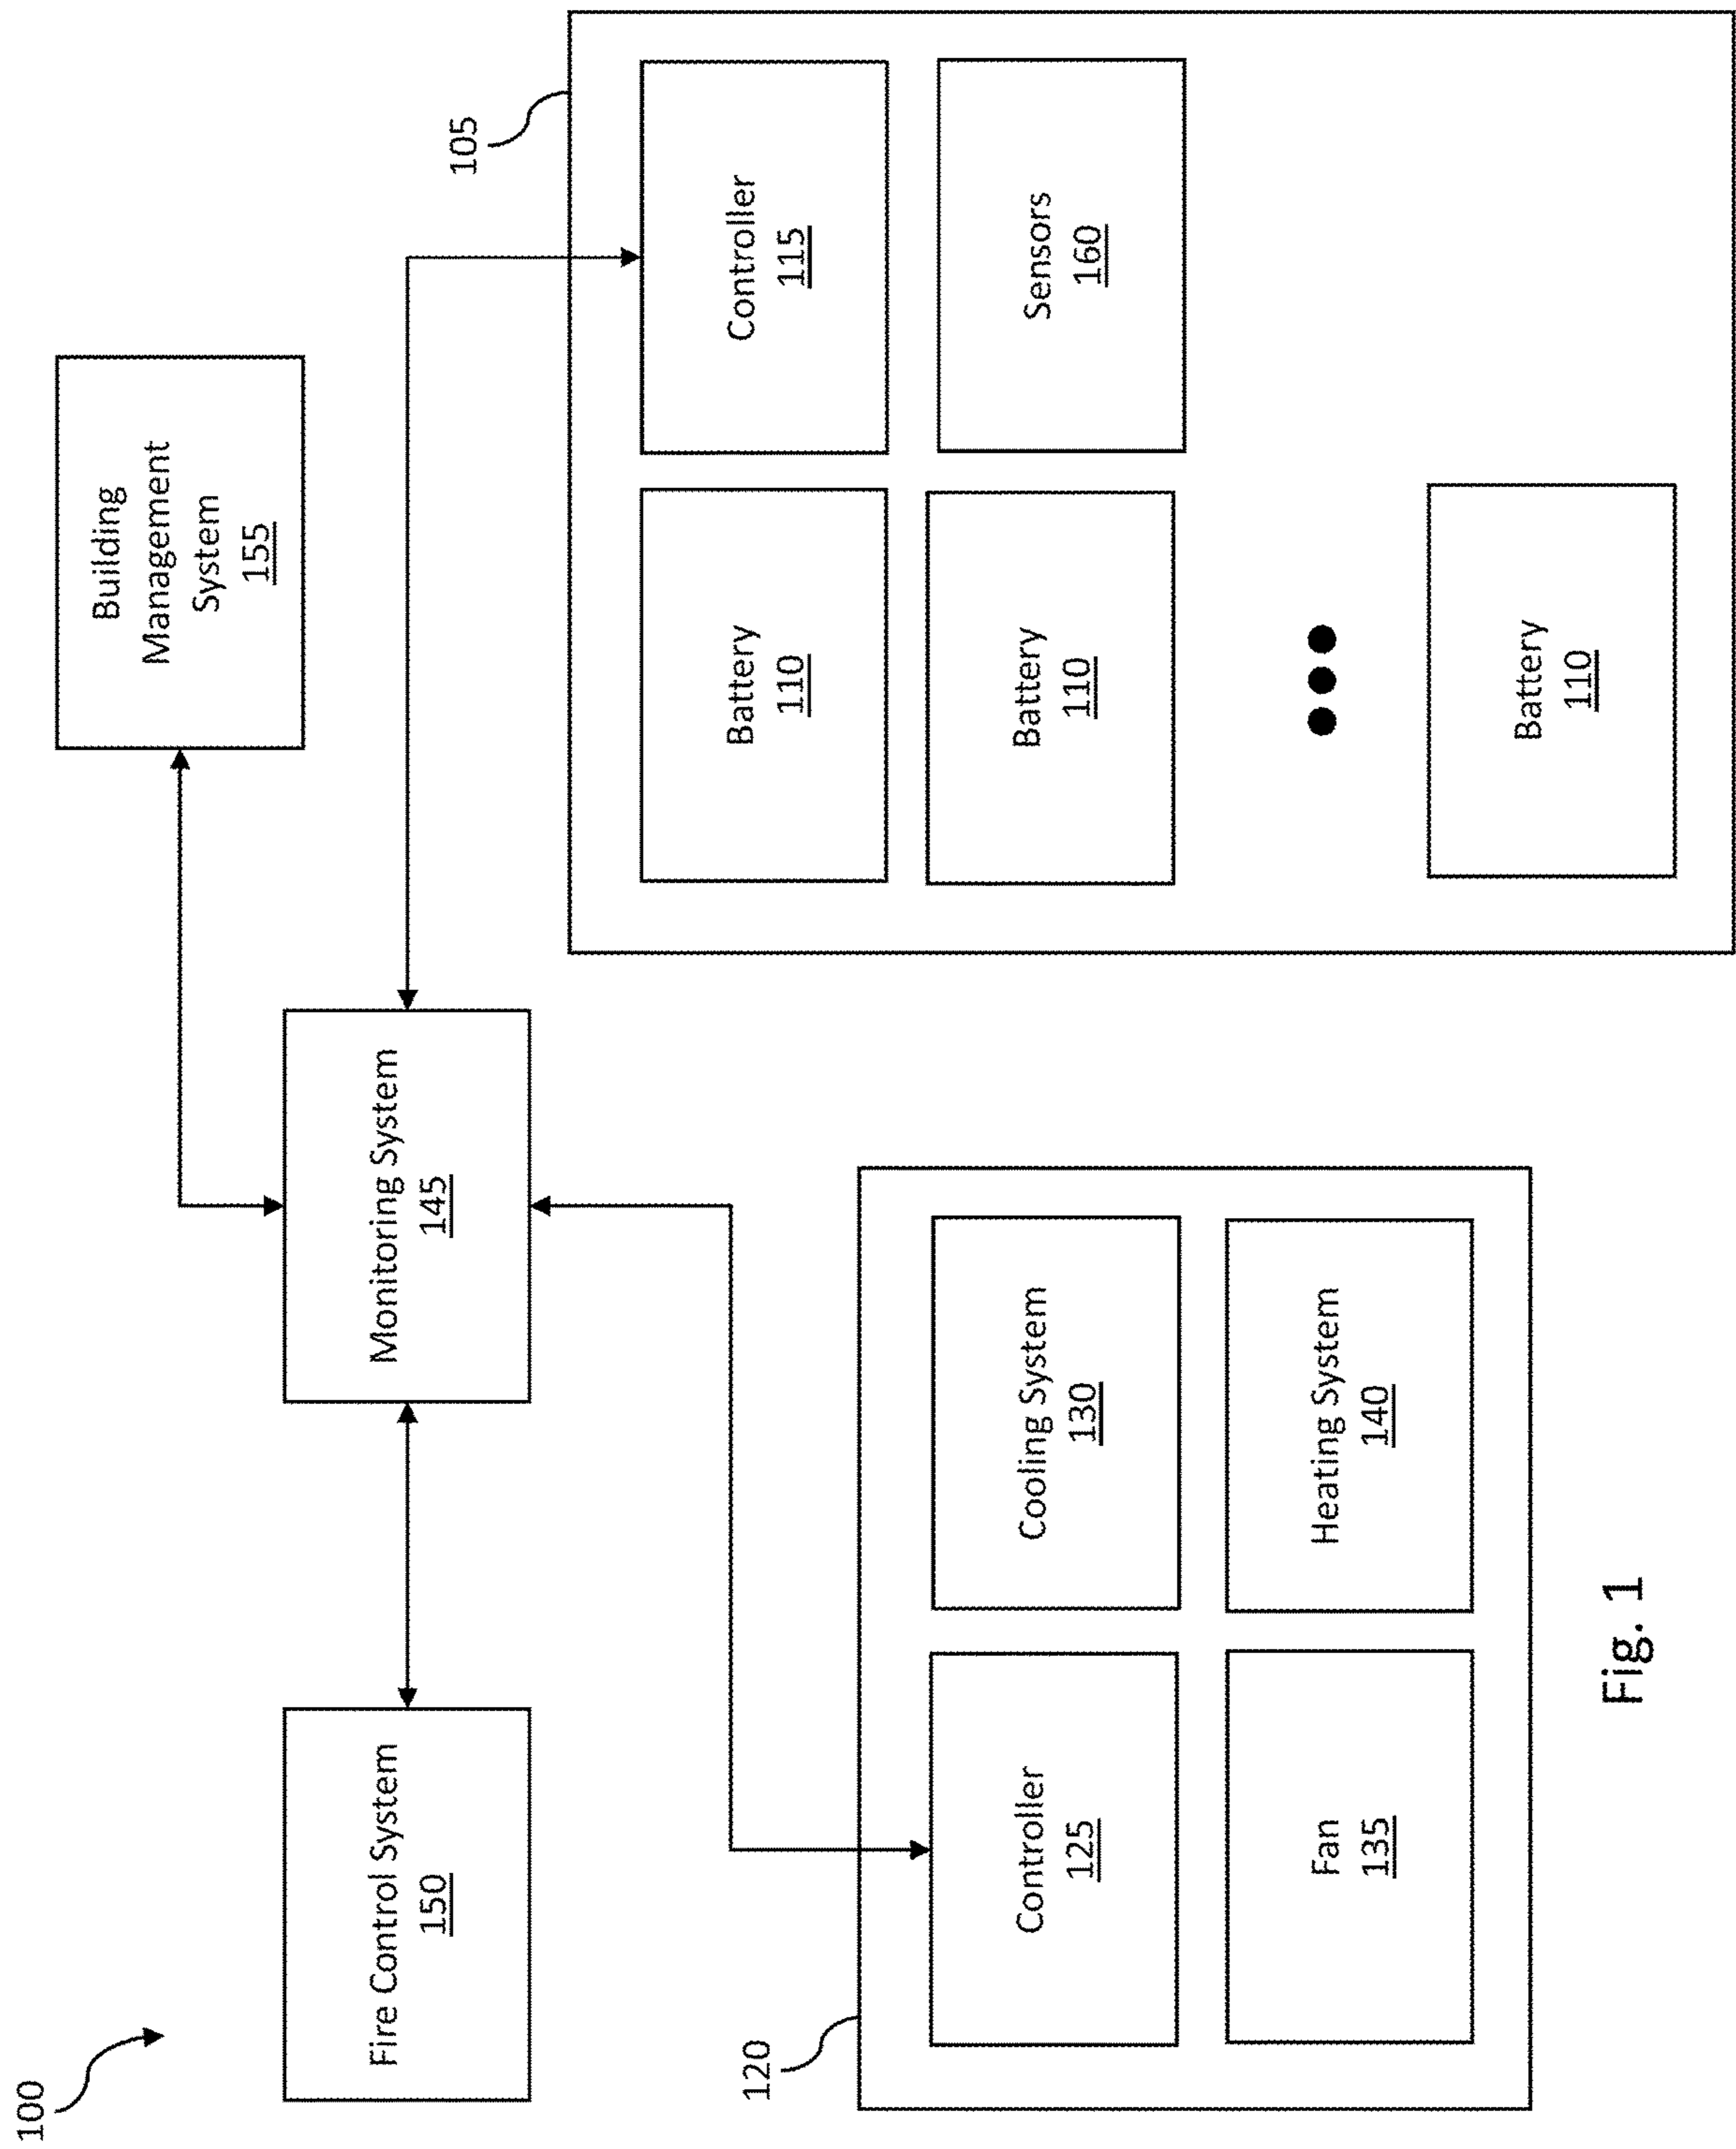 100
Building
Management
System
155
Fire Control System
150
Monitoring System
145
105
120
Controller
125
Cooling System
130
Fan
135
Heating System
140
Battery
110
Controller
115
Battery
110
Sensors
160
Battery
110
Fig. 1